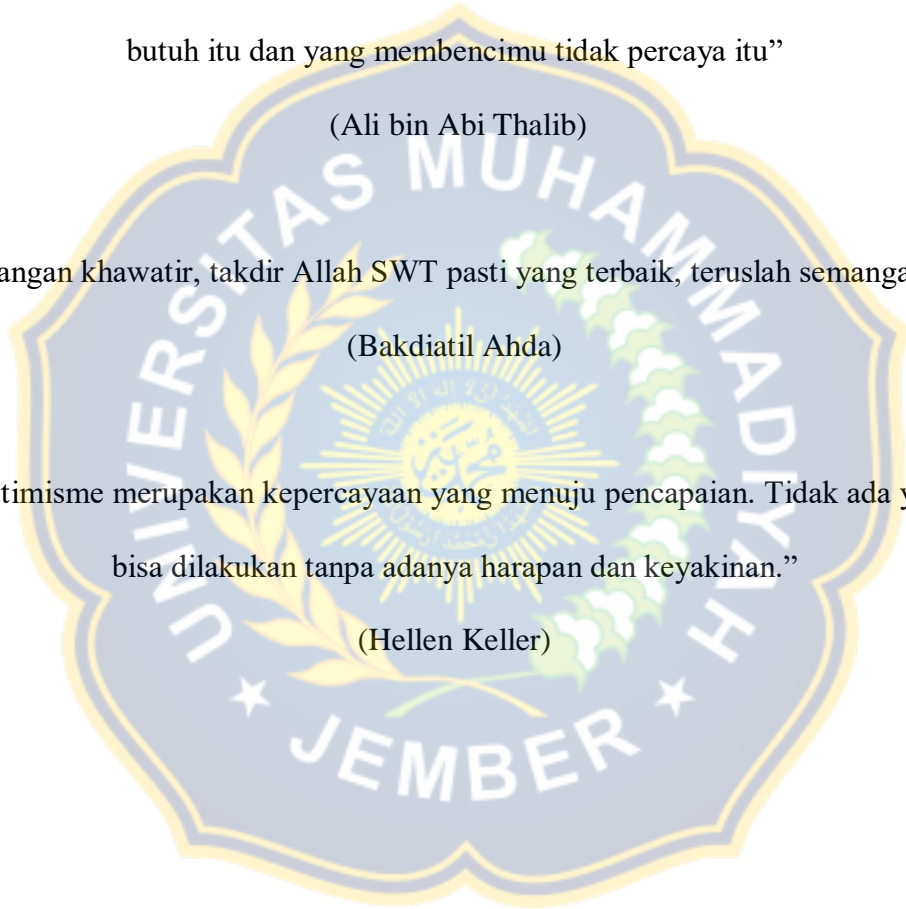 butuh itu dan yang membencimu tidak percaya itu”
(Ali bin Abi Thalib)
angan khawatir, takdir Allah SWT pasti yang terbaik, teruslah semanga
(Bakdiatil Ahda)
timisme merupakan kepercayaan yang menuju pencapaian. Tidak ada y
bisa dilakukan tanpa adanya harapan dan keyakinan.”
(Hellen Keller)
UNIVERSITAS MUHAMMADIYAH
★ JEMBER ★
محمد